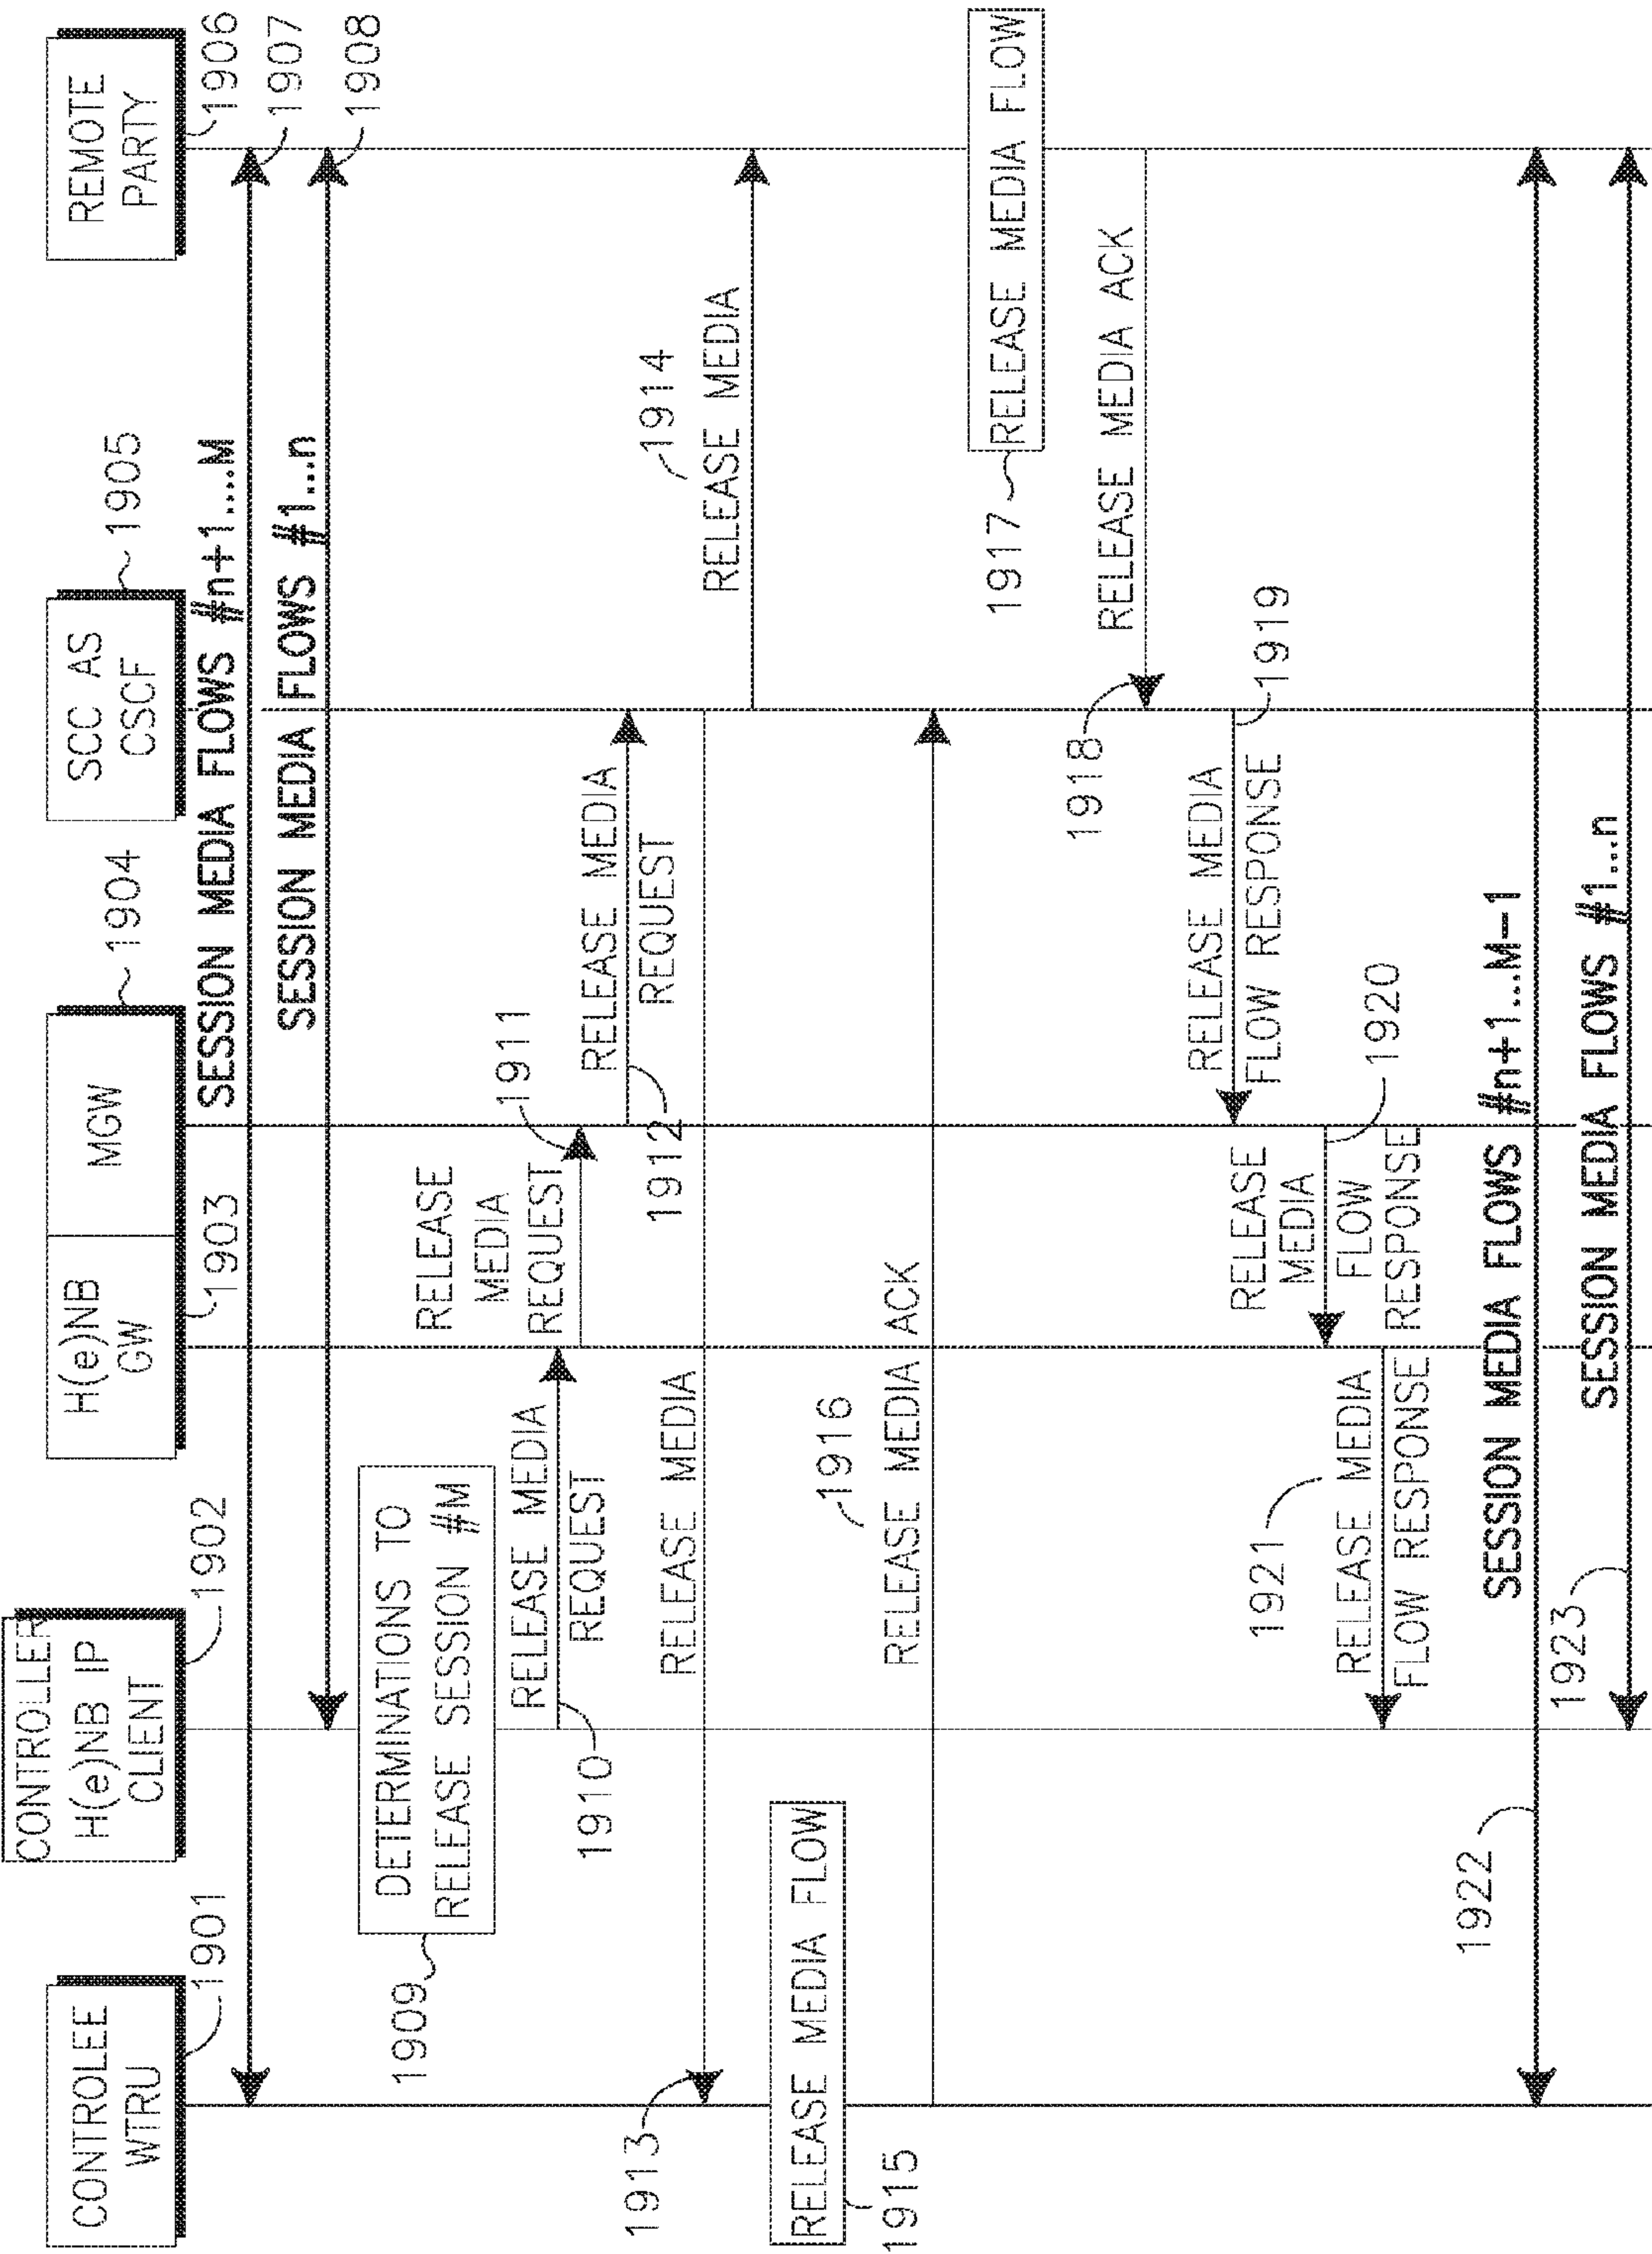 CONTROLEE
WTRU
1901
CONTROLLER
H(e)NB IP
CLIENT
1902
H(e)NB
GW
1903
MGW
1904
SCC AS
CSCF
1905
REMOTE
PARTY
1906
SESSION MEDIA FLOWS #n+1....M
1907
SESSION MEDIA FLOWS #1...n
1908
1909
DETERMINATIONS TO
RELEASE SESSION #M
1910
RELEASE MEDIA
REQUEST
RELEASE
MEDIA
REQUEST
1911
1912
RELEASE MEDIA
REQUEST
1913
RELEASE MEDIA
1914
RELEASE MEDIA
RELEASE MEDIA FLOW
1915
1916
RELEASE MEDIA ACK
1917
RELEASE MEDIA FLOW
1918
RELEASE MEDIA ACK
RELEASE MEDIA
FLOW RESPONSE
1919
RELEASE
MEDIA
FLOW
RESPONSE
1920
1921
RELEASE MEDIA
FLOW RESPONSE
1922
SESSION MEDIA FLOWS #n+1...M-1
1923
SESSION MEDIA FLOWS #1...n